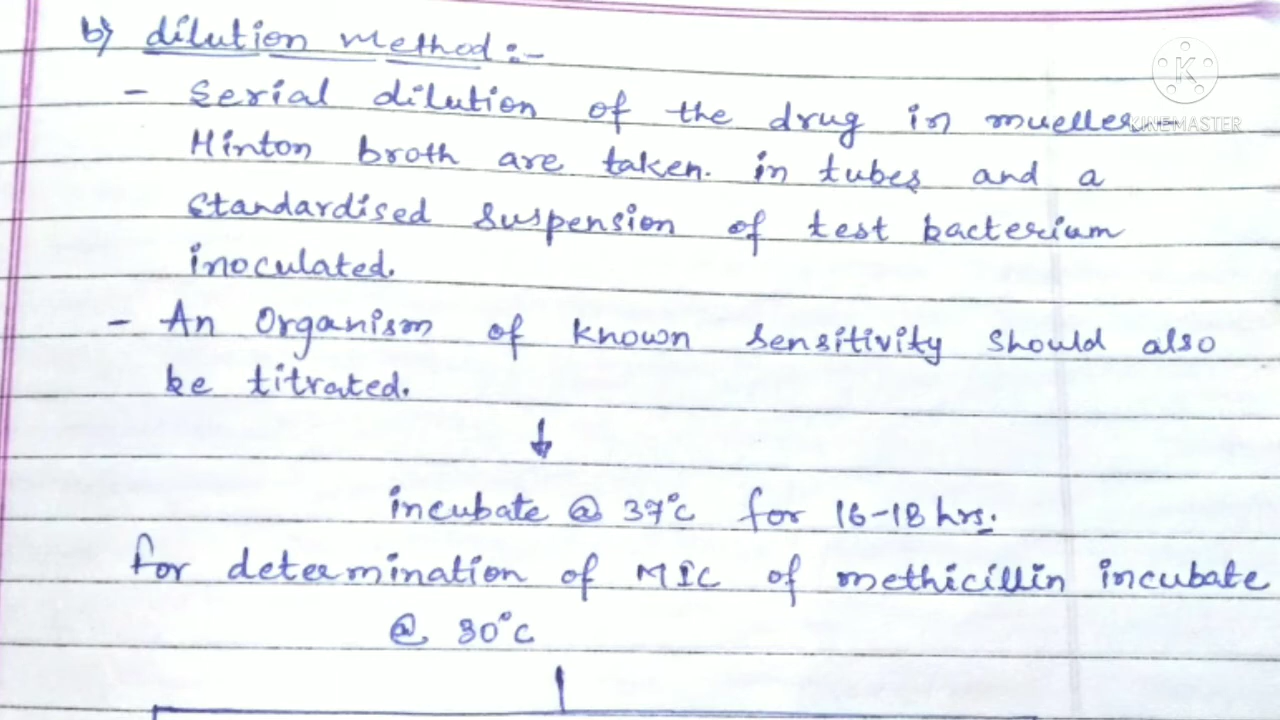 b) dilution method:-
- Serial dilution of the drug in mueller-
Hinton broth are taken. in tubes and a
Standardised suspension of test bacterium
inoculated.
- An Organism of known sensitivity should also
be titrated.
↓
incubate @ 37°c for 16-18 hrs.
for determination of MIC of methicillin incubate
@ 30°c
K
KINEMASTER